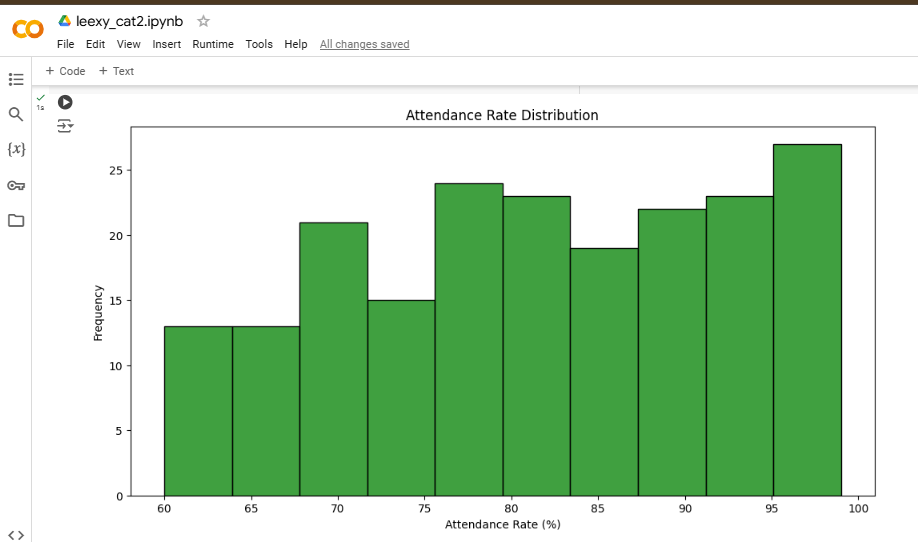 leexy_cat2.ipynb
File Edit View Insert Runtime Tools Help All changes saved
+ Code + Text
1s
{x}
Attendance Rate Distribution
25
20
15
10
5
0
Frequency
60 65 70 75 80 85 90 95 100
Attendance Rate (%)